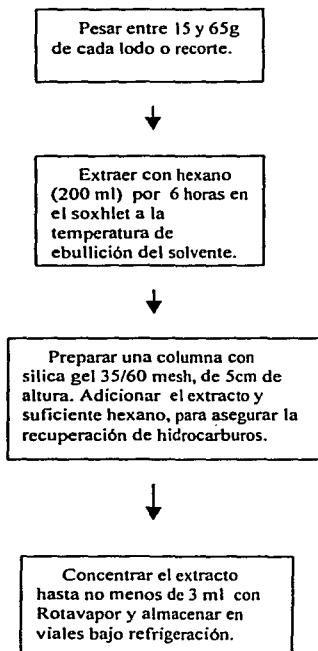 Pesar entre 15 y 65g
de cada lodo o recorte.
Extraer con hexano
(200 ml) por 6 horas en
el soxhlet a la
temperatura de
ebullición del solvente.
Preparar una columna con
silica gel 35/60 mesh, de 5cm de
altura. Adicionar el extracto y
suficiente hexano, para asegurar la
recuperación de hidrocarburos.
Concentrar el extracto
hasta no menos de 3 ml con
Rotavapor y almacenar en
viales bajo refrigeración.